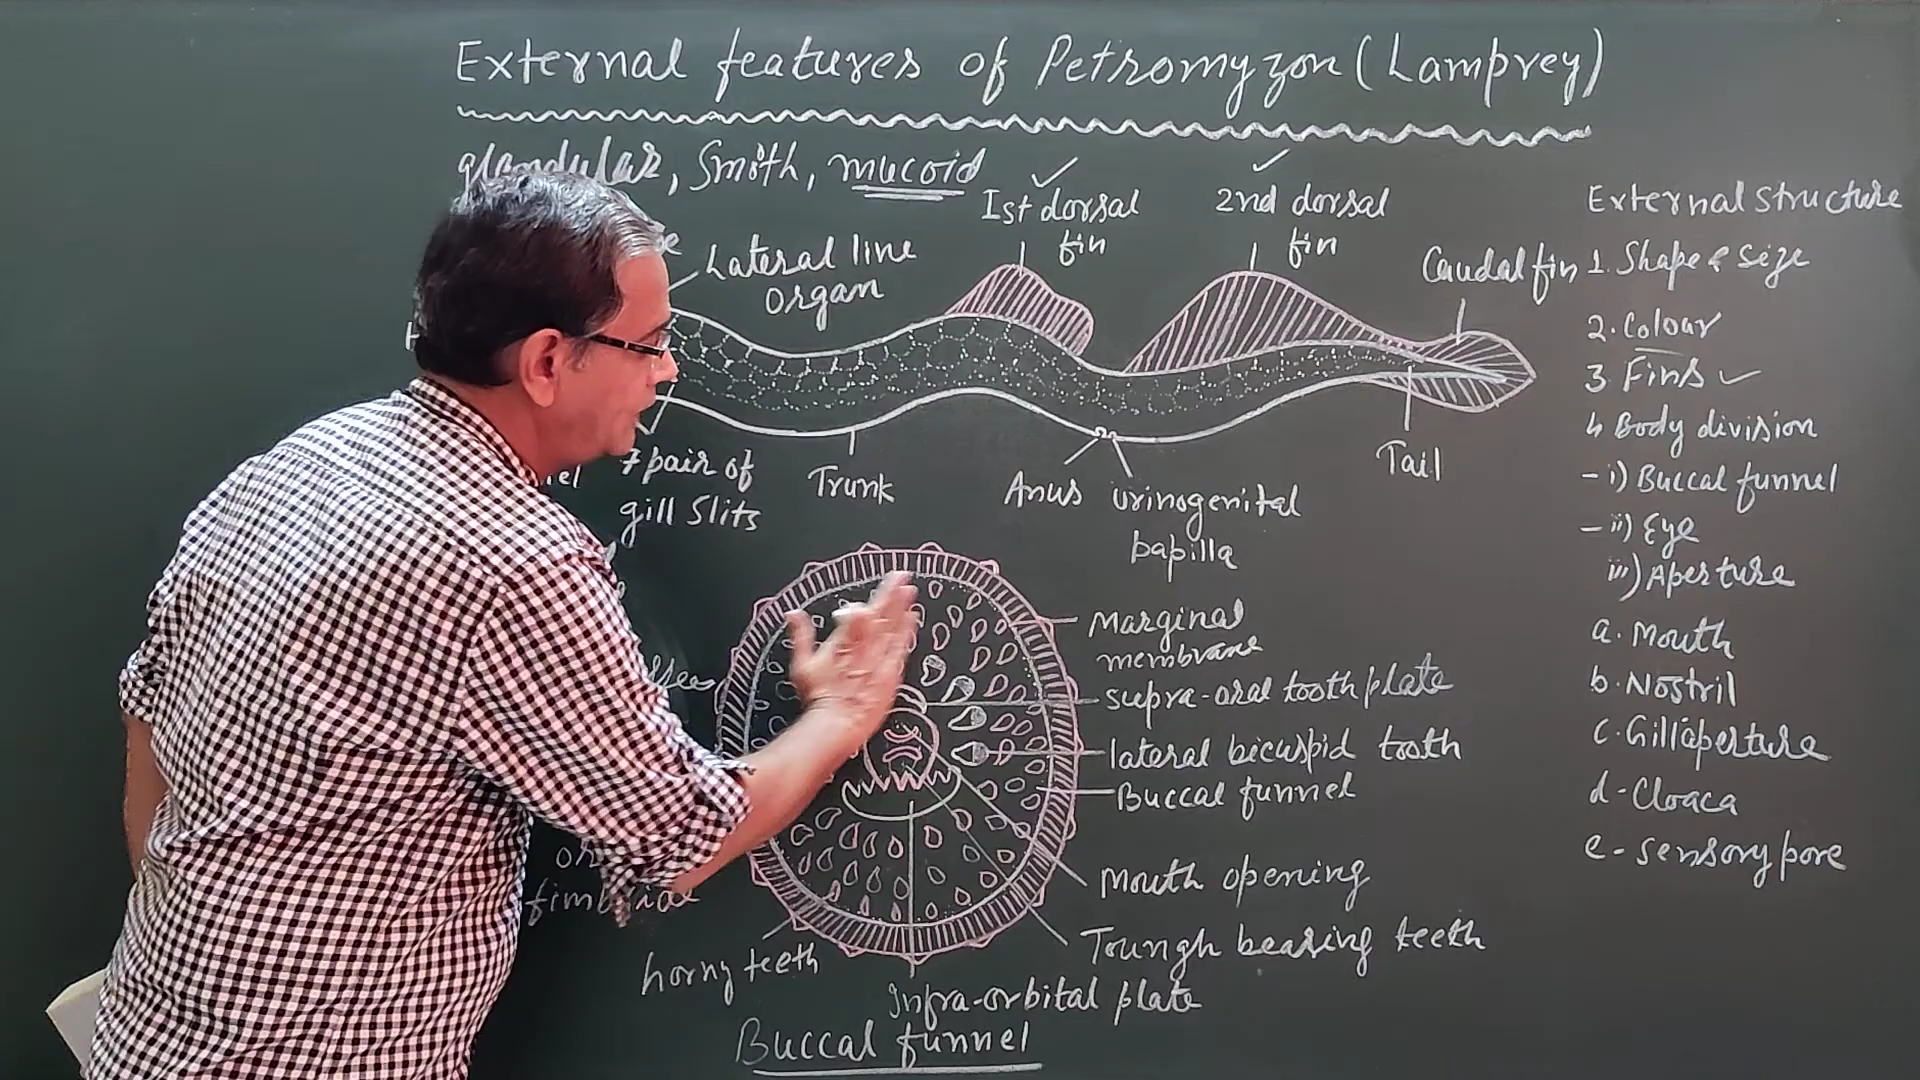 External features of Petromyzon (Lamprey)
glandular, Smoth, mucoid
Ist dorsal
fin
2nd dorsal
fin
Lateral line
organ
Caudal fin
7 pair of
gill slits
Trunk
Anus
urinogenital
papilla
Tail
Marginal
membrane
supra-oral tooth plate
lateral bicuspid tooth
Buccal funnel
Mouth opening
Toungh bearing teeth
fimbriae
horny teeth
Infra-orbital plate
Buccal funnel
External structure
1. Shape & size
2. Colour
3. Fins ✓
4 Body division
- i) Buccal funnel
- ii) Eye
iii) Aperture
a. Mouth
b. Nostril
c. Gill aperture
d - Cloaca
e - sensory pore